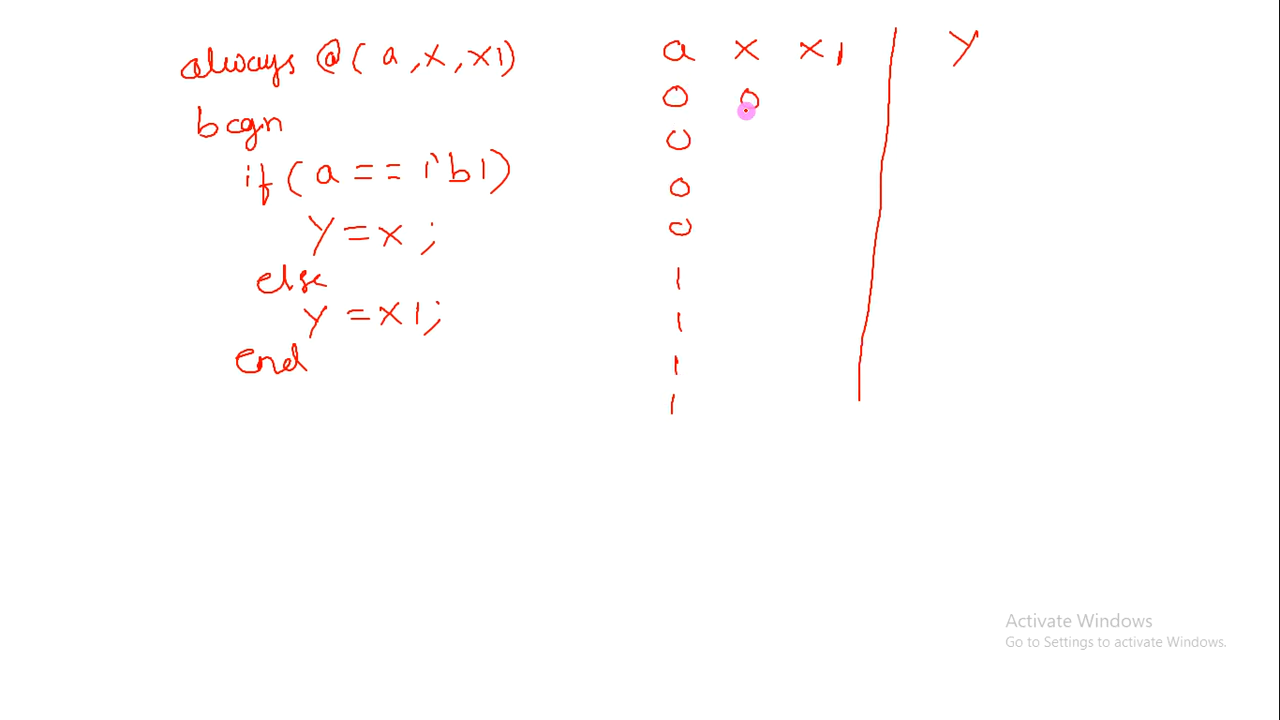 always @( a , x , x1)
begn
if ( a == 1'b1)
y = x ;
else
y = x1;
end
a x x1 y
0 0
0
0
0
1
1
1
1
Activate Windows
Go to Settings to activate Windows.